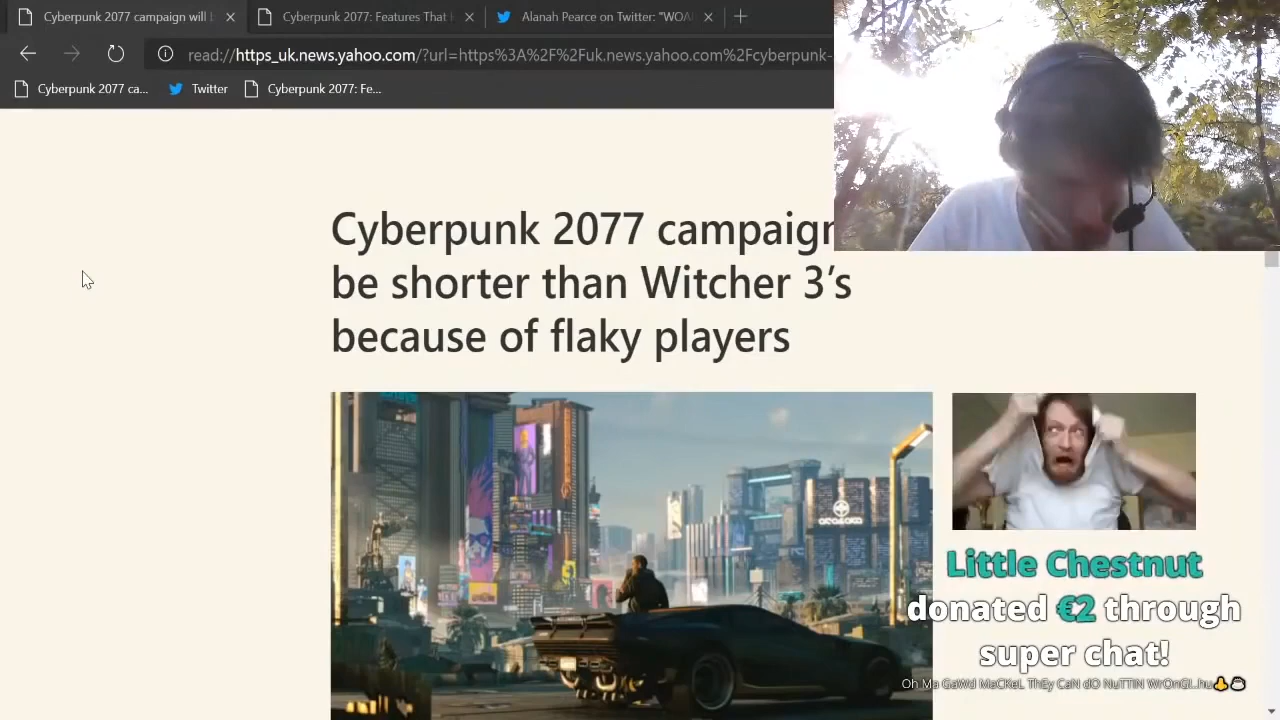 Cyberpunk 2077 campaign will b
Cyberpunk 2077: Features That
Alanah Pearce on Twitter: "WOA
read://https_uk.news.yahoo.com/?url=https%3A%2F%2Fuk.news.yahoo.com%2Fcyberpunk-
Cyberpunk 2077 ca...
Twitter
Cyberpunk 2077: Fe...
Cyberpunk 2077 campaign
be shorter than Witcher 3's
because of flaky players
Little Chestnut
donated €2 through
super chat!
Oh Ma GaWd MaCKeL ThEy CaN dO NuTTiN WrOnGl..hu